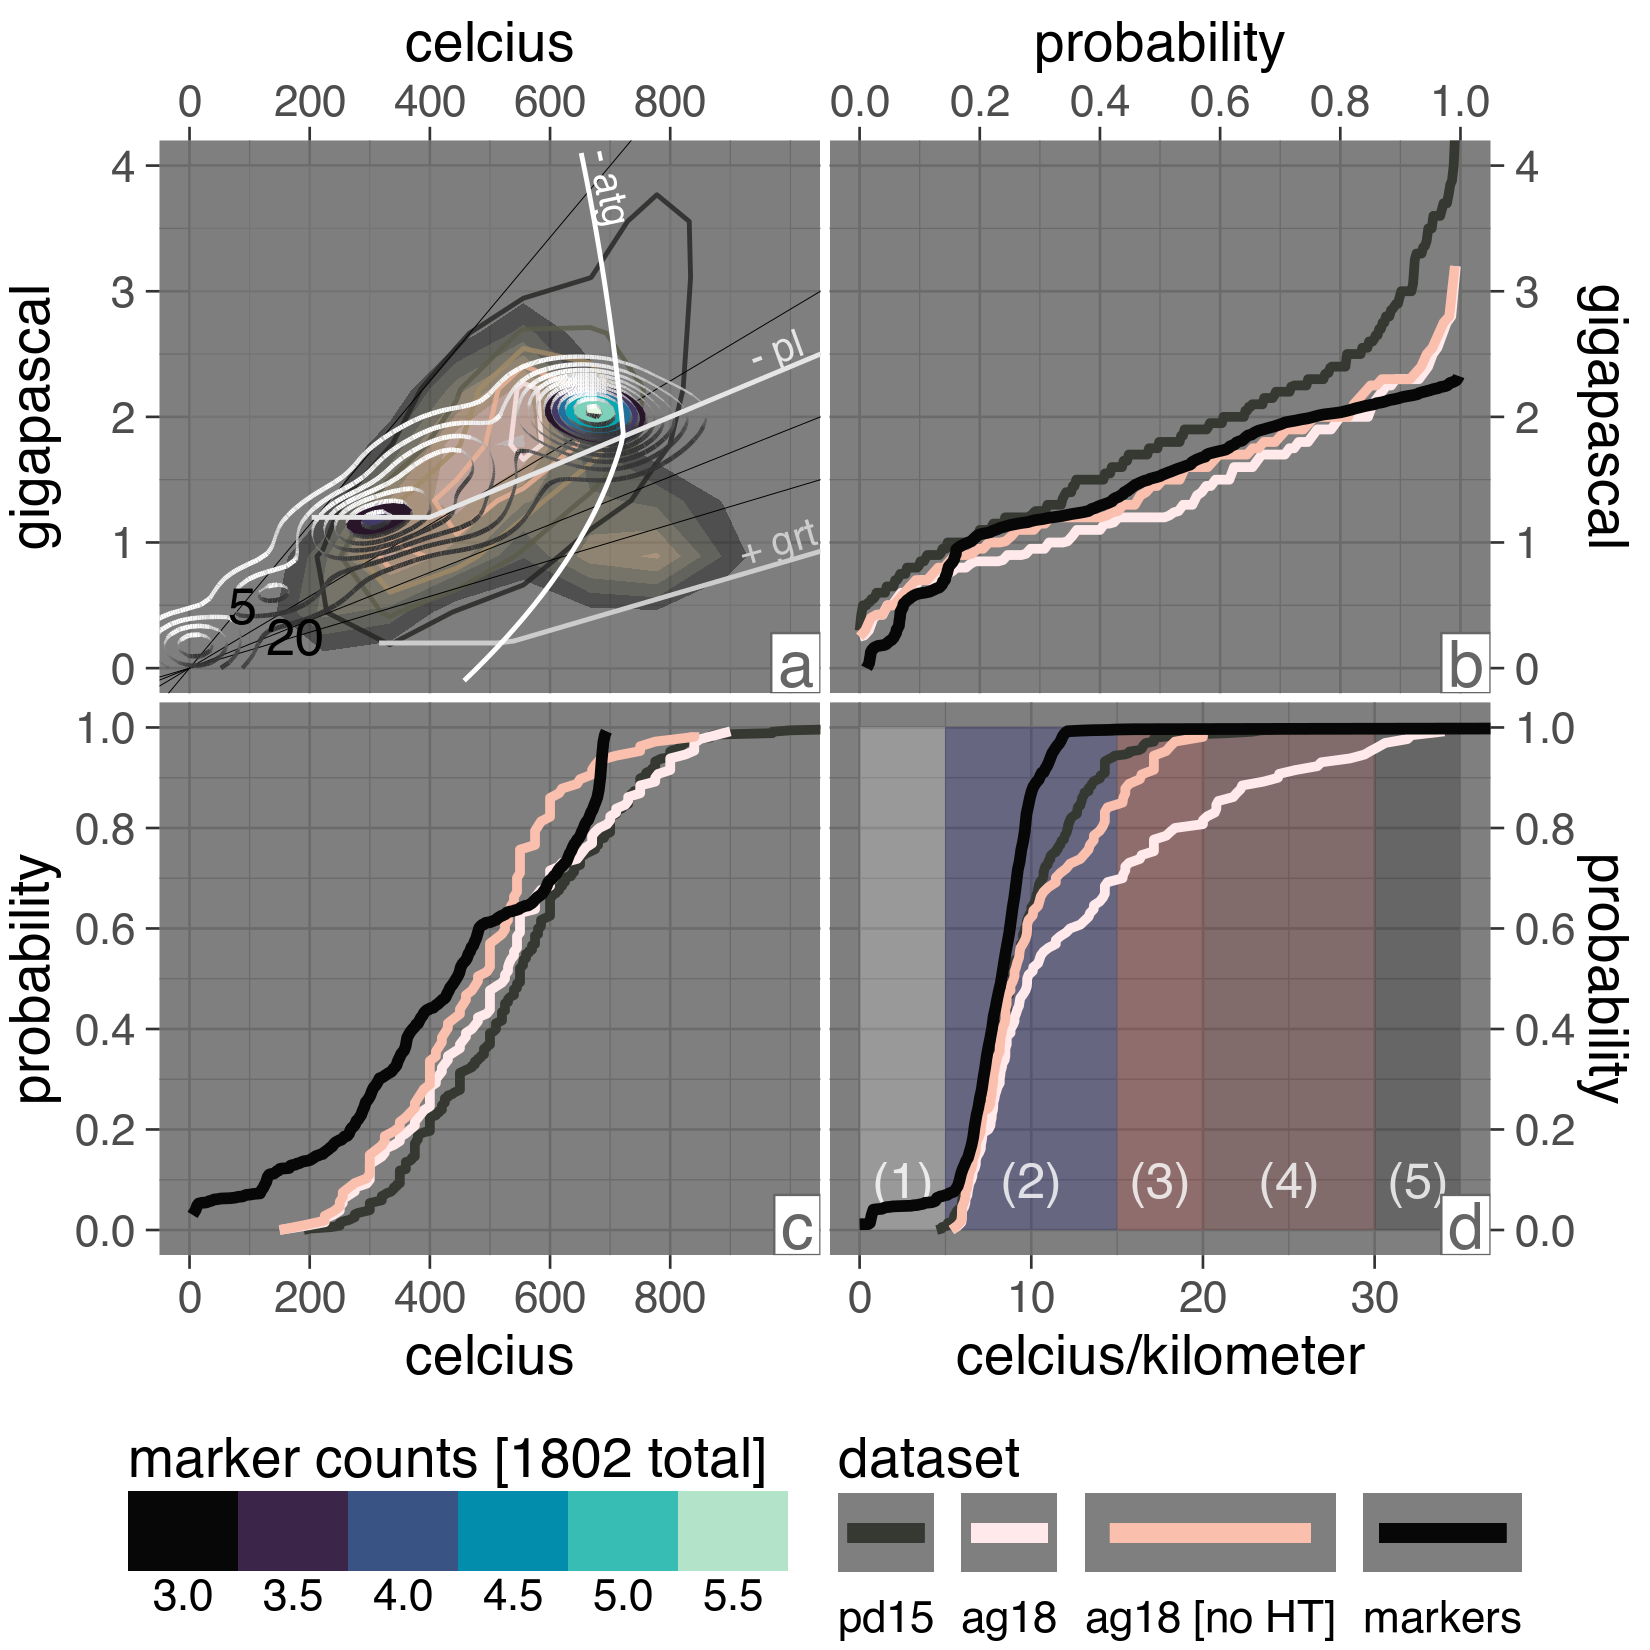 celcius
probability
0 200 400 600 800
0.0 0.2 0.4 0.6 0.8 1.0
gigapascal
4
3
2
1
0
- atg
- pl
+ grt
5
20
a
4
3
2
1
0
gigapascal
b
probability
1.0
0.8
0.6
0.4
0.2
0.0
c
0 200 400 600 800
celcius
(1) (2) (3) (4) (5)
d
1.0
0.8
0.6
0.4
0.2
0.0
probability
0 10 20 30
celcius/kilometer
marker counts [1802 total]
3.0 3.5 4.0 4.5 5.0 5.5
dataset
pd15 ag18 ag18 [no HT] markers